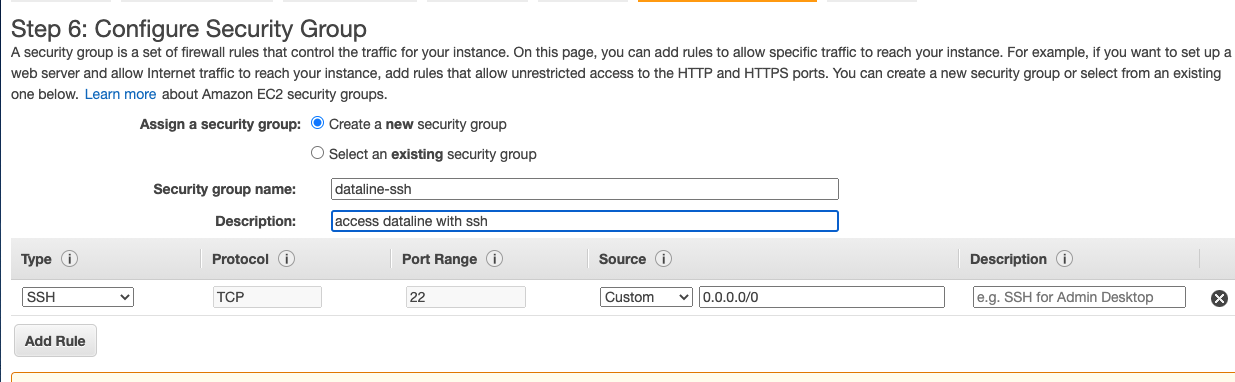 Step 6: Configure Security Group
A security group is a set of firewall rules that control the traffic for your instance. On this page, you can add rules to allow specific traffic to reach your instance. For example, if you want to set up a
web server and allow Internet traffic to reach your instance, add rules that allow unrestricted access to the HTTP and HTTPS ports. You can create a new security group or select from an existing
one below. Learn more about Amazon EC2 security groups.
Assign a security group: Create a new security group
Select an existing security group
Security group name: dataline-ssh
Description: access dataline with ssh
Type i Protocol i Port Range i Source i Description i
SSH TCP 22 Custom 0.0.0.0/0 e.g. SSH for Admin Desktop
Add Rule